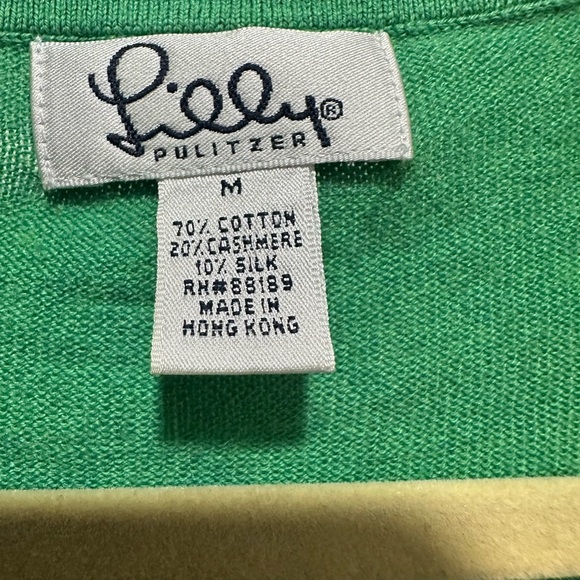 Lilly®
PULITZER
M
70% COTTON
20% CASHMERE
10% SILK
RN#88189
MADE IN
HONG KONG